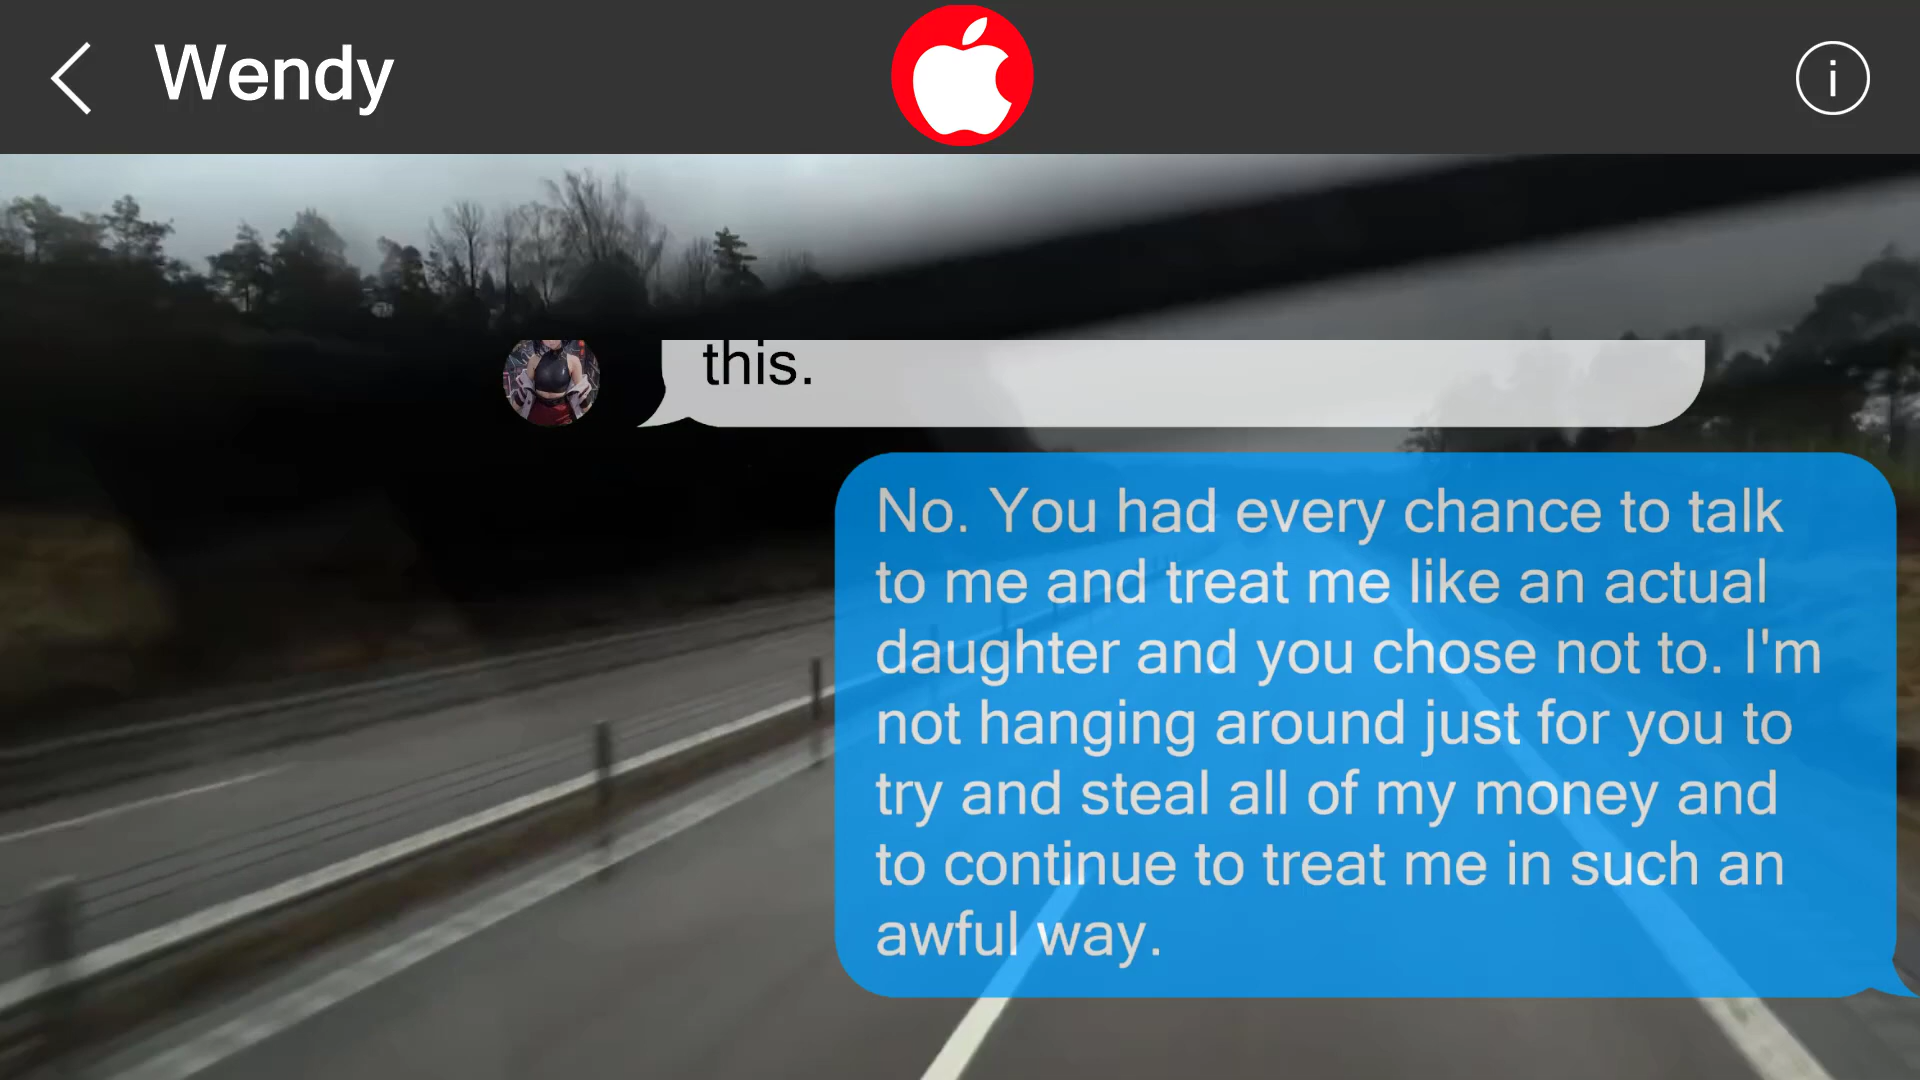 Wendy
i
this.
No. You had every chance to talk
to me and treat me like an actual
daughter and you chose not to. I'm
not hanging around just for you to
try and steal all of my money and
to continue to treat me in such an
awful way.